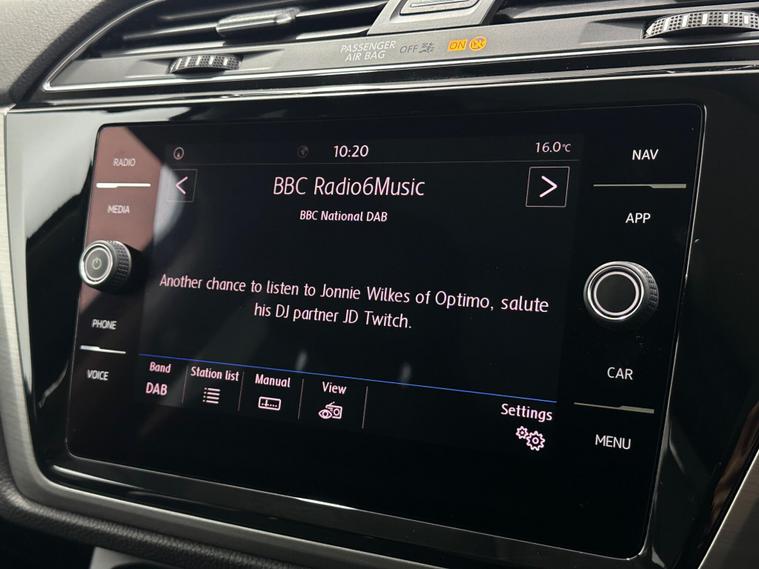 PASSENGER
AIR BAG
OFF
ON
RADIO
MEDIA
PHONE
VOICE
10:20
16.0°C
BBC Radio6Music
BBC National DAB
Another chance to listen to Jonnie Wilkes of Optimo, salute
his DJ partner JD Twitch.
Band
DAB
Station list
Manual
View
Settings
NAV
APP
CAR
MENU